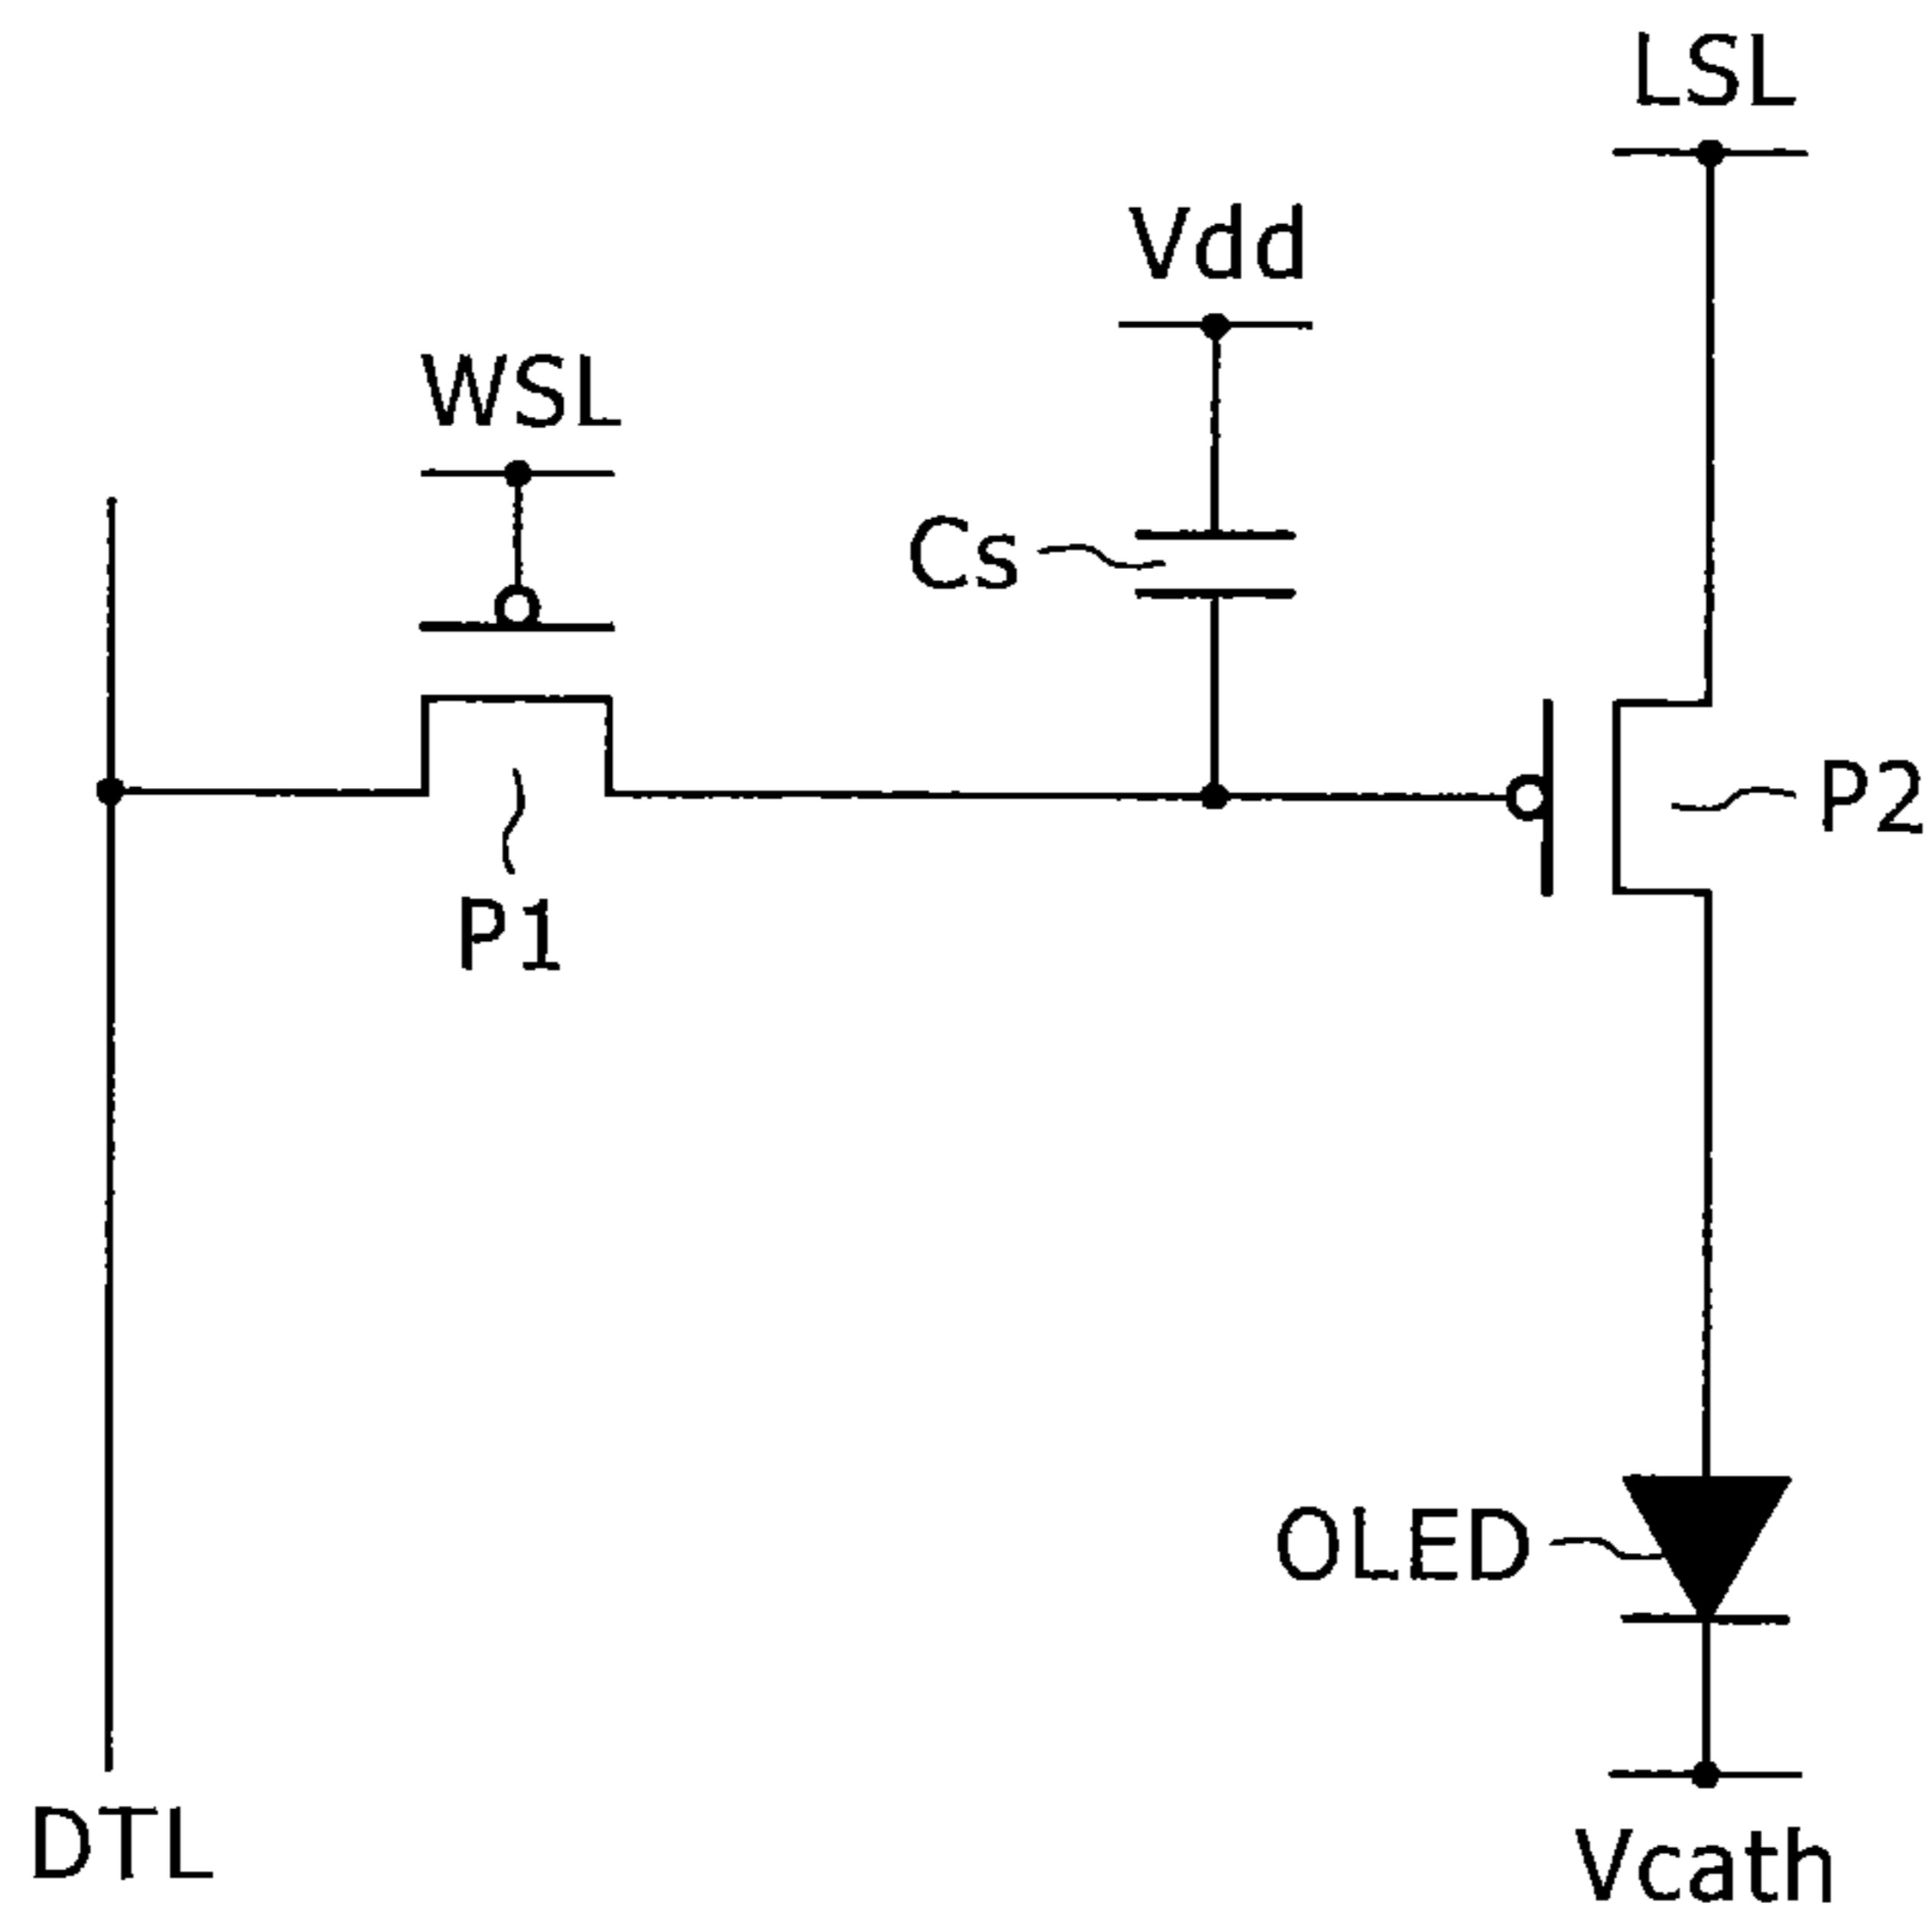 LSL
Vdd
WSL
Cs
P2
P1
OLED
DTL
Vcath